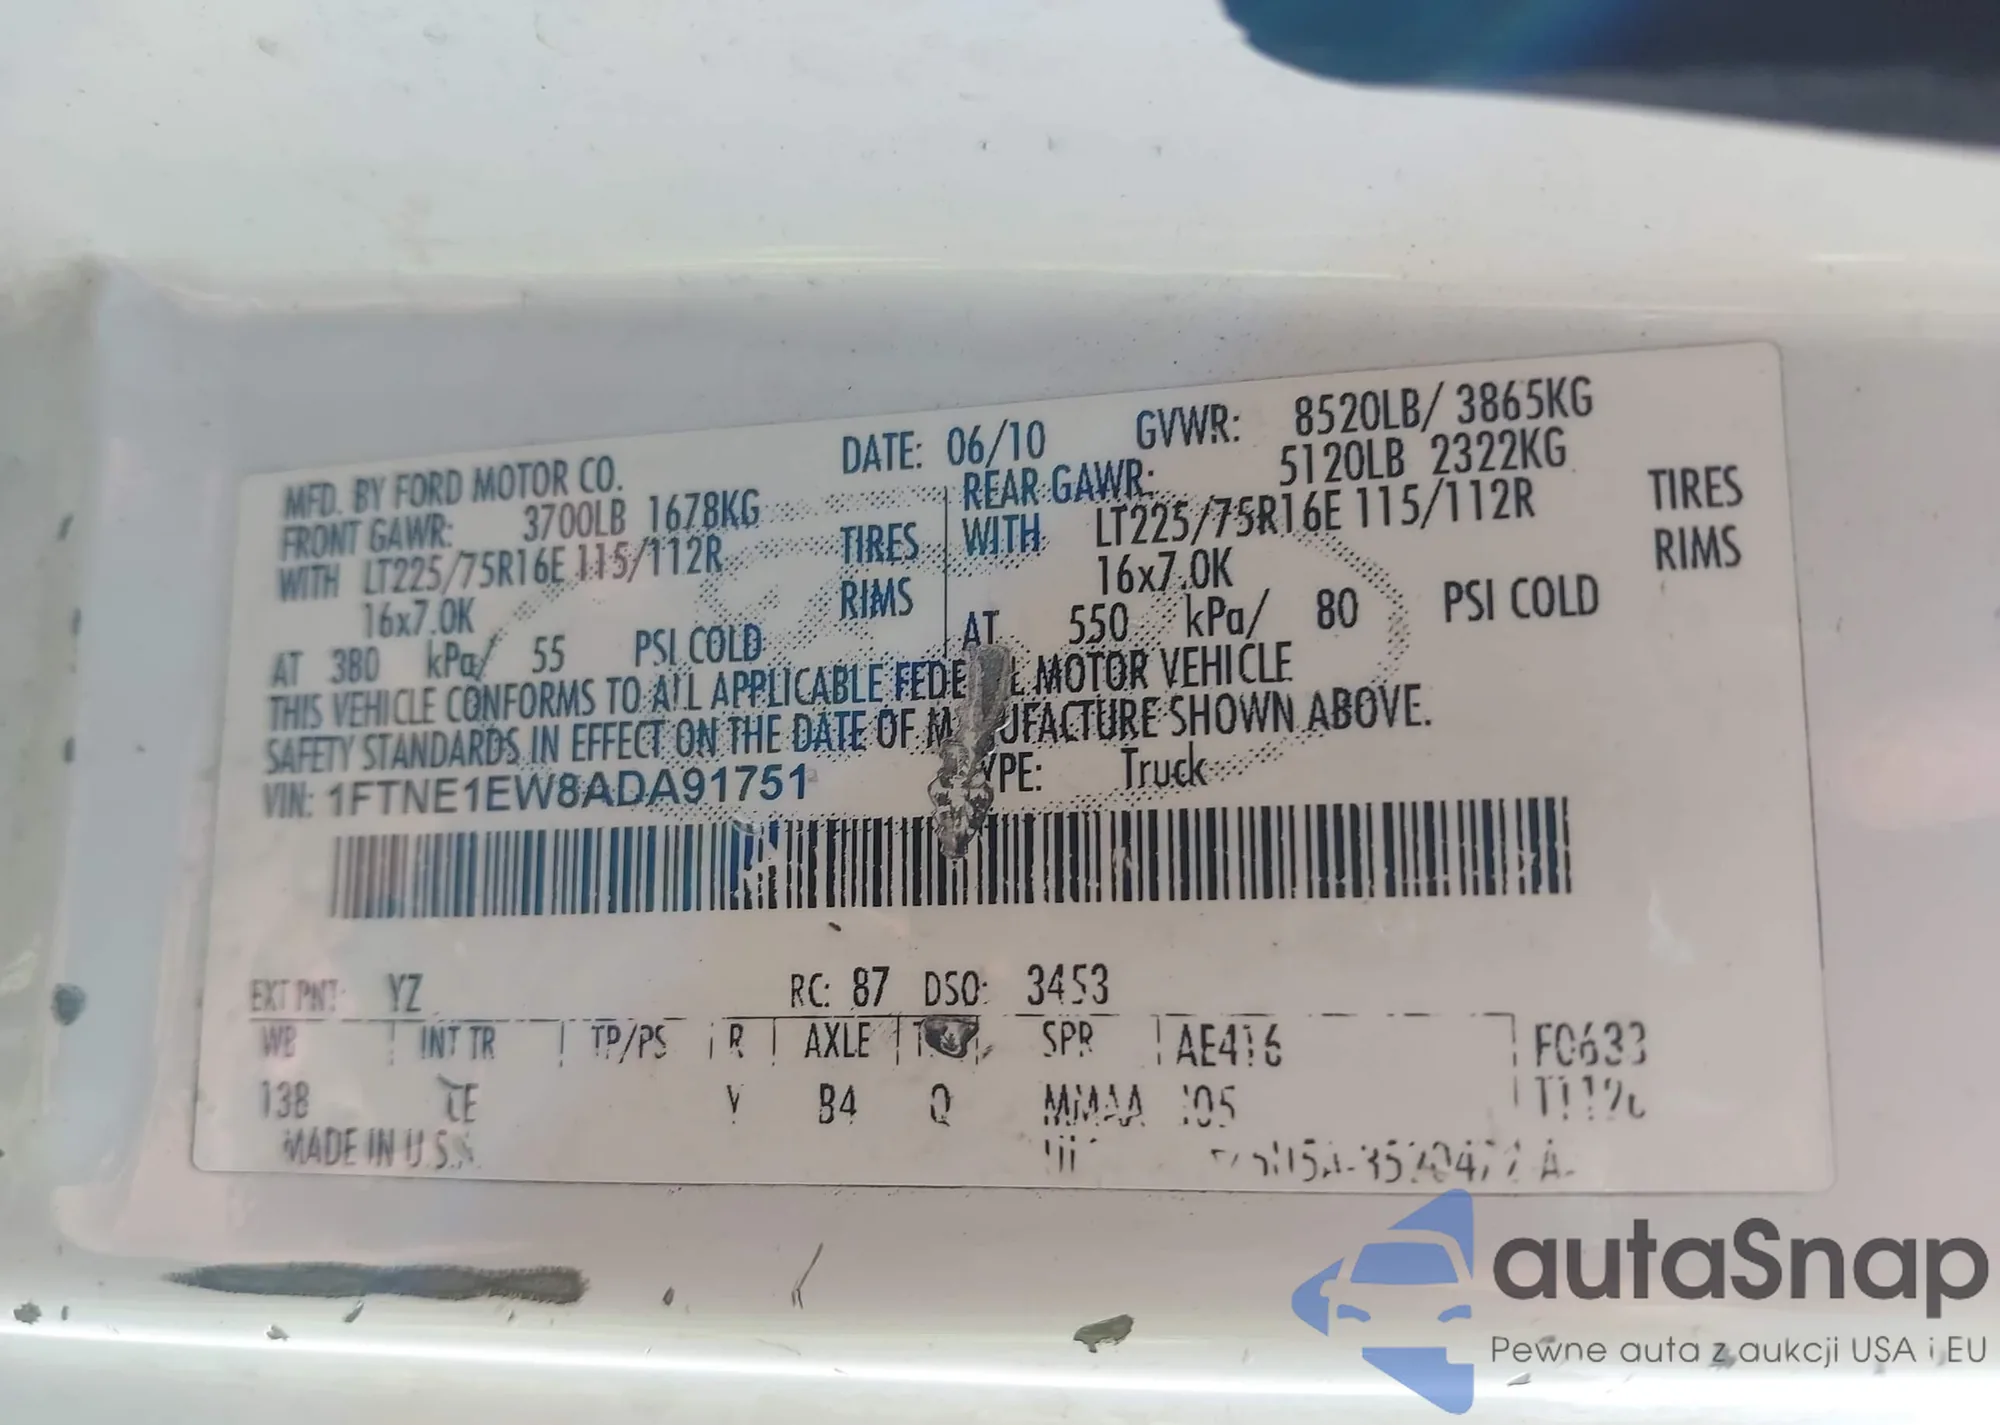 MFD. BY FORD MOTOR CO. DATE: 06/10 GVWR: 8520LB/ 3865KG
FRONT GAWR: 3700LB 1678KG REAR GAWR: 5120LB 2322KG
WITH LT225/75R16E 115/112R TIRES WITH LT225/75R16E 115/112R TIRES
16x7.0K RIMS 16x7.0K RIMS
AT 380 kPa/ 55 PSI COLD AT 550 kPa/ 80 PSI COLD
THIS VEHICLE CONFORMS TO ALL APPLICABLE FEDERAL MOTOR VEHICLE
SAFETY STANDARDS IN EFFECT ON THE DATE OF MANUFACTURE SHOWN ABOVE.
VIN: 1FTNE1EW8ADA91751 TYPE: Truck
EXT PNT: YZ RC: 87 DSO: 3453
WB INT TR TP/PS R AXLE SPR AE416 F0633
138 CE V B4 Q MMAA
MADE IN U.S.A.
autaSnap
Pewne auta z aukcji USA i EU